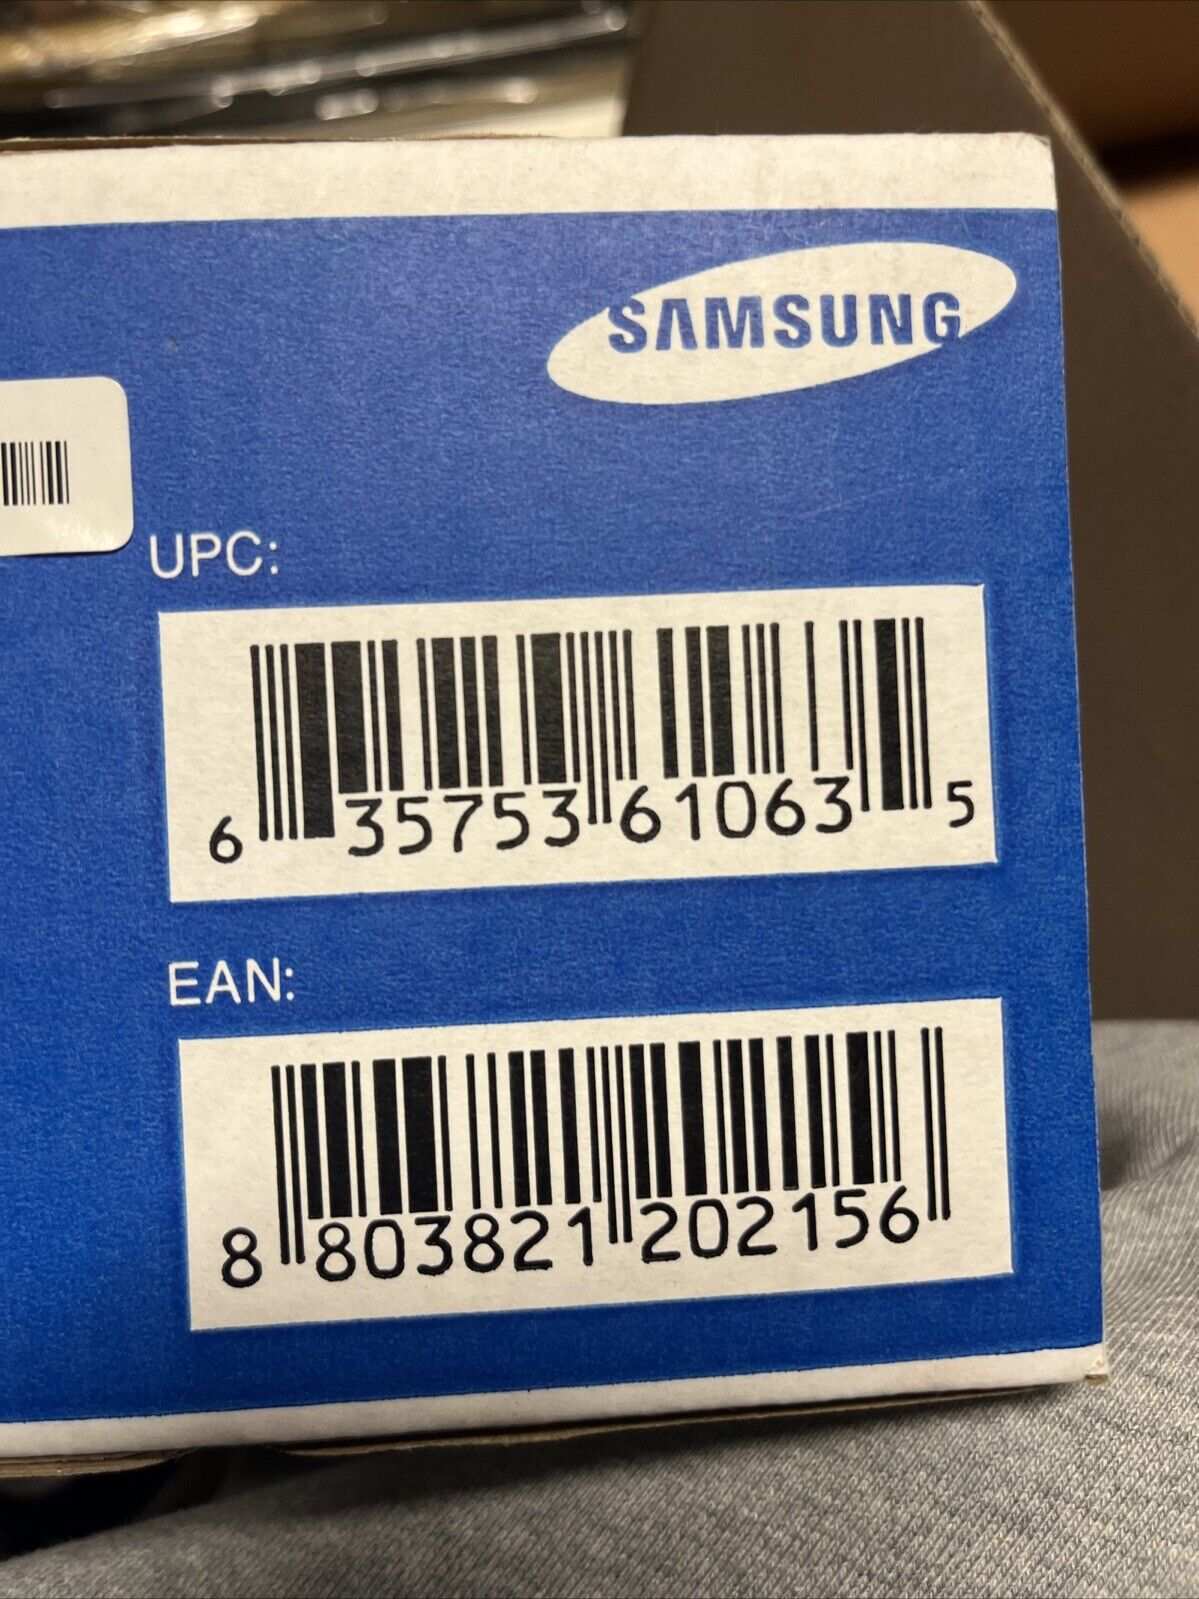 SAMSUNG
UPC:
6 35753 61063 5
EAN:
8 803821 202156